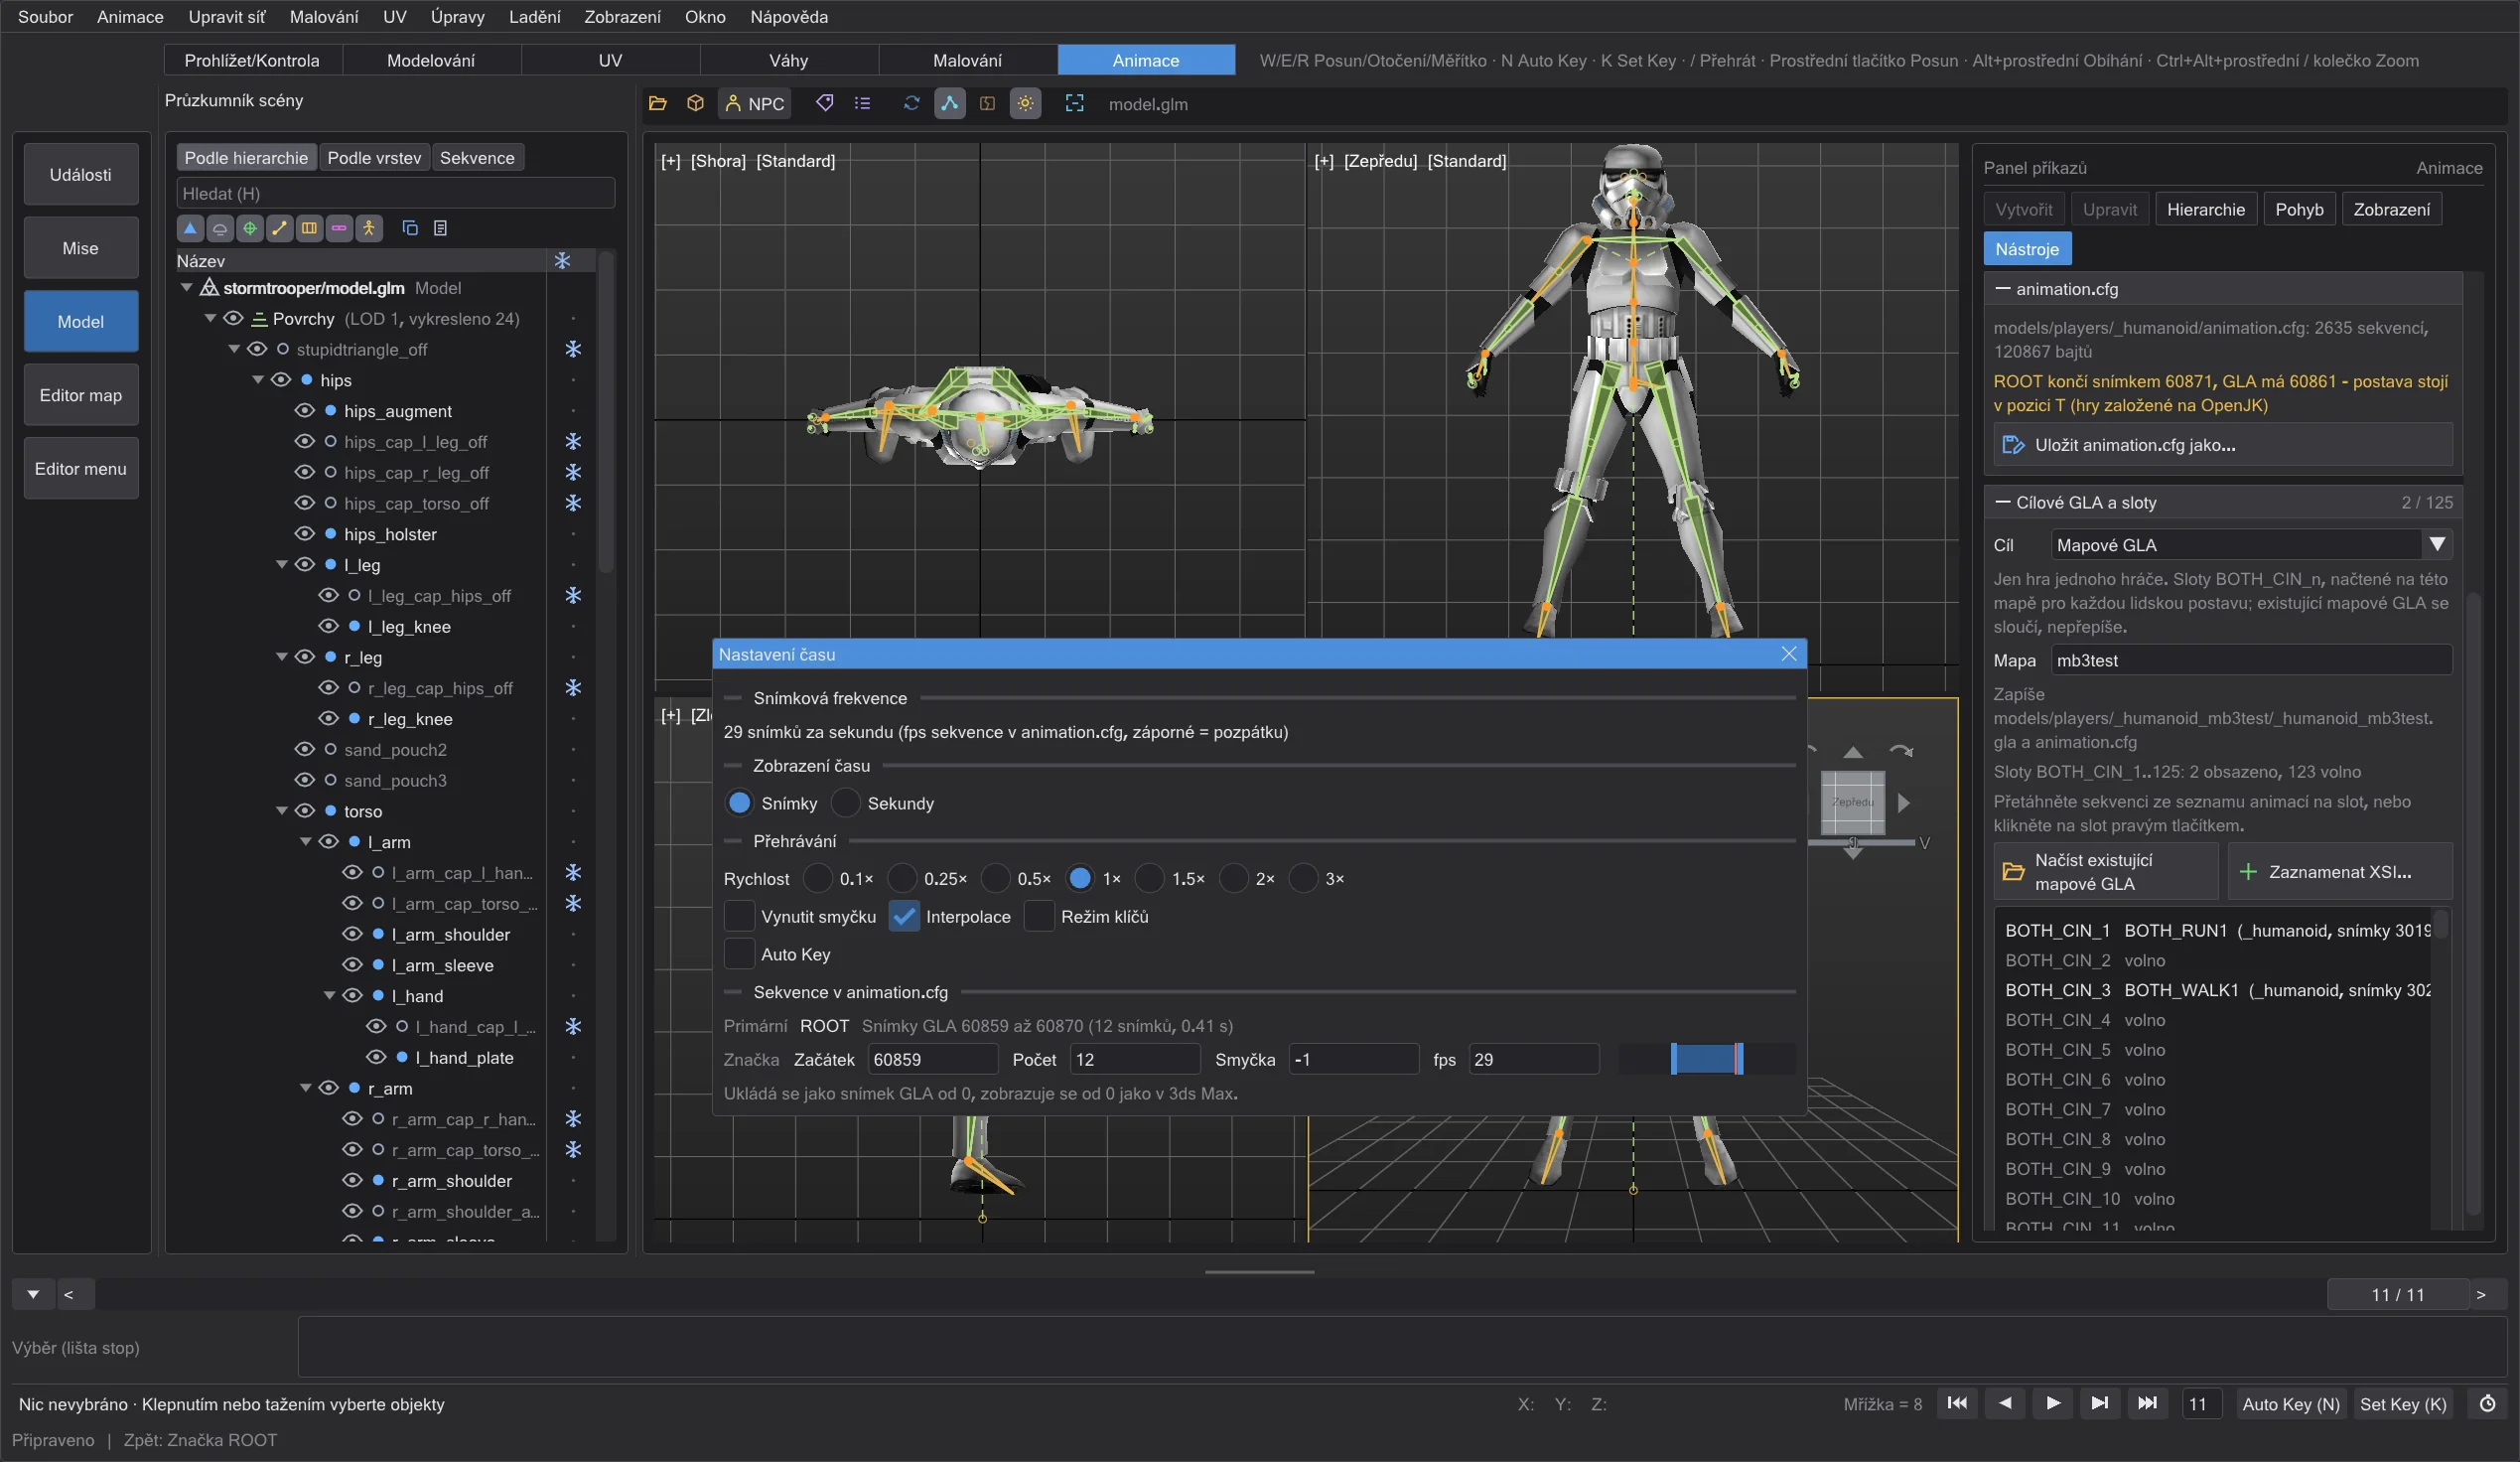 Soubor Animace Upravit síť Malování UV Úpravy Ladění Zobrazení Okno Nápověda
Prohlížet/Kontrola Modelování UV Váhy Malování Animace W/E/R Posun/Otočení/Měřítko · N Auto Key · K Set Key · / Přehrát · Prostřední tlačítko Posun · Alt+prostřední Obíhání · Ctrl+Alt+prostřední / kolečko Zoom
Průzkumník scény
NPC model.glm
Události
Mise
Model
Editor map
Editor menu
Podle hierarchie Podle vrstev Sekvence
Hledat (H)
Název
stormtrooper/model.glm Model
Povrchy (LOD 1, vykresleno 24)
stupidtriangle_off
hips
hips_augment
hips_cap_l_leg_off
hips_cap_r_leg_off
hips_cap_torso_off
hips_holster
l_leg
l_leg_cap_hips_off
l_leg_knee
r_leg
r_leg_cap_hips_off
r_leg_knee
sand_pouch2
sand_pouch3
torso
l_arm
l_arm_cap_l_han...
l_arm_cap_torso_...
l_arm_shoulder
l_arm_sleeve
l_hand
l_hand_cap_l_...
l_hand_plate
r_arm
r_arm_cap_r_han...
r_arm_cap_torso_...
r_arm_shoulder
r_arm_shoulder_a...
r_arm_sleeve
[+] [Shora] [Standard]
[+] [Zepředu] [Standard]
[+] [Zl
Zepředu
V
Nastavení času
Snímková frekvence
29 snímků za sekundu (fps sekvence v animation.cfg, záporné = pozpátku)
Zobrazení času
Snímky Sekundy
Přehrávání
Rychlost 0.1× 0.25× 0.5× 1× 1.5× 2× 3×
Vynutit smyčku Interpolace Režim klíčů
Auto Key
Sekvence v animation.cfg
Primární ROOT Snímky GLA 60859 až 60870 (12 snímků, 0.41 s)
Značka Začátek 60859 Počet 12 Smyčka -1 fps 29
Ukládá se jako snímek GLA od 0, zobrazuje se od 0 jako v 3ds Max.
Panel příkazů Animace
Vytvořit Upravit Hierarchie Pohyb Zobrazení
Nástroje
animation.cfg
models/players/_humanoid/animation.cfg: 2635 sekvencí,
120867 bajtů
ROOT končí snímkem 60871, GLA má 60861 - postava stojí
v pozici T (hry založené na OpenJK)
Uložit animation.cfg jako...
Cílové GLA a sloty 2 / 125
Cíl Mapové GLA
Jen hra jednoho hráče. Sloty BOTH_CIN_n, načtené na této
mapě pro každou lidskou postavu; existující mapové GLA se
sloučí, nepřepíše.
Mapa mb3test
Zapíše
models/players/_humanoid_mb3test/_humanoid_mb3test.
gla a animation.cfg
Sloty BOTH_CIN_1..125: 2 obsazeno, 123 volno
Přetáhněte sekvenci ze seznamu animací na slot, nebo
klikněte na slot pravým tlačítkem.
Načíst existující
mapové GLA
Zaznamenat XSI...
BOTH_CIN_1 BOTH_RUN1 (_humanoid, snímky 3019
BOTH_CIN_2 volno
BOTH_CIN_3 BOTH_WALK1 (_humanoid, snímky 302
BOTH_CIN_4 volno
BOTH_CIN_5 volno
BOTH_CIN_6 volno
BOTH_CIN_7 volno
BOTH_CIN_8 volno
BOTH_CIN_9 volno
BOTH_CIN_10 volno
BOTH_CIN_11 volno
< 11 / 11 >
Výběr (lišta stop)
Nic nevybráno · Klepnutím nebo tažením vyberte objekty X: Y: Z: Mřížka = 8 11 Auto Key (N) Set Key (K)
Připraveno | Zpět: Značka ROOT